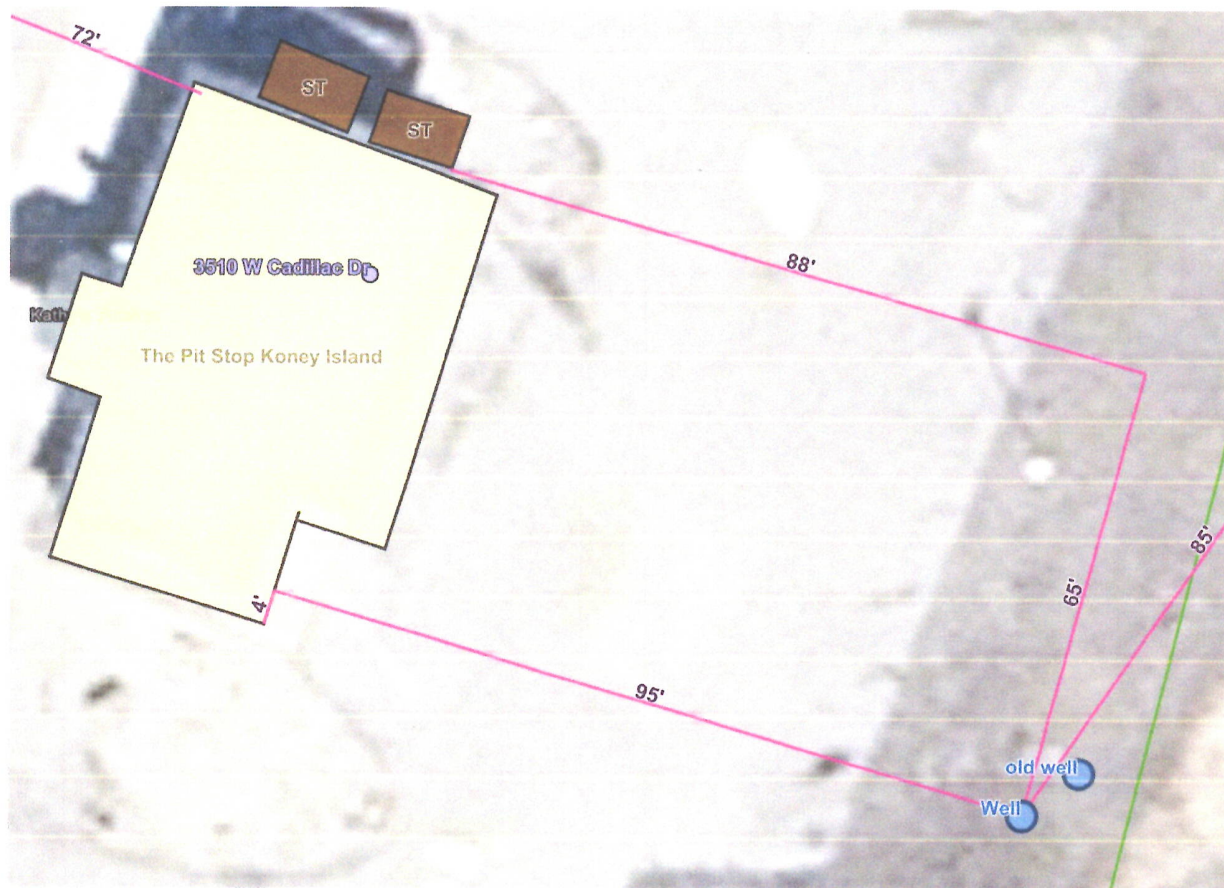 72'
ST
ST
3510 W Cadillac Dr
88'
Kath
The Pit Stop Koney Island
85'
65'
4'
95'
old well
Well